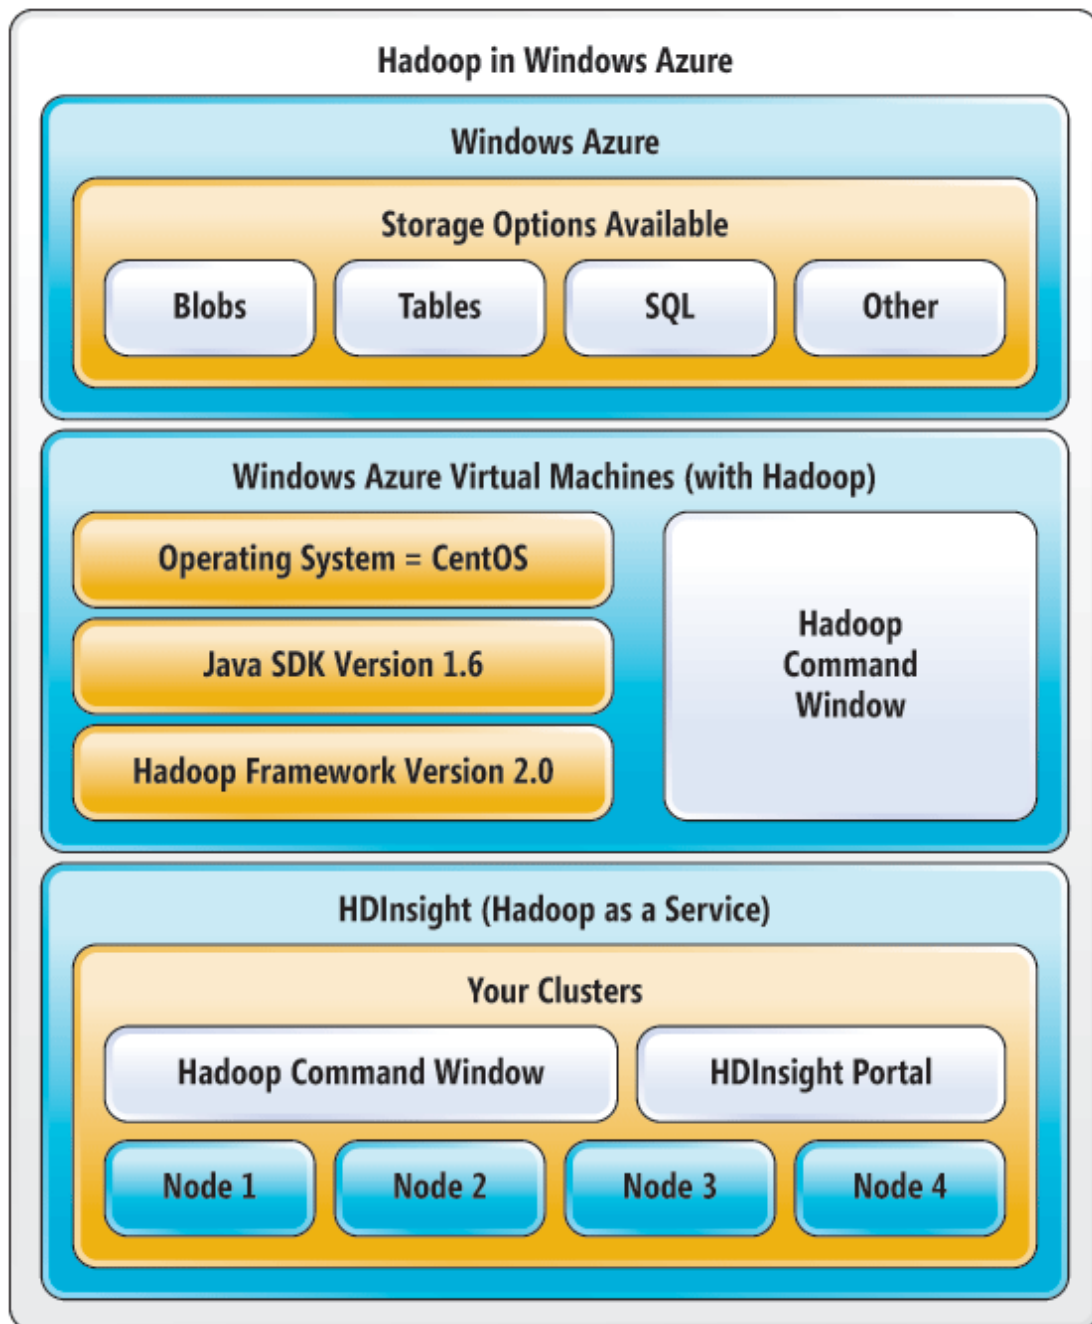 Hadoop in Windows Azure
Windows Azure
Storage Options Available
Blobs
Tables
SQL
Other
Windows Azure Virtual Machines (with Hadoop)
Operating System = CentOS
Java SDK Version 1.6
Hadoop Framework Version 2.0
Hadoop
Command
Window
HDInsight (Hadoop as a Service)
Your Clusters
Hadoop Command Window
HDInsight Portal
Node 1
Node 2
Node 3
Node 4